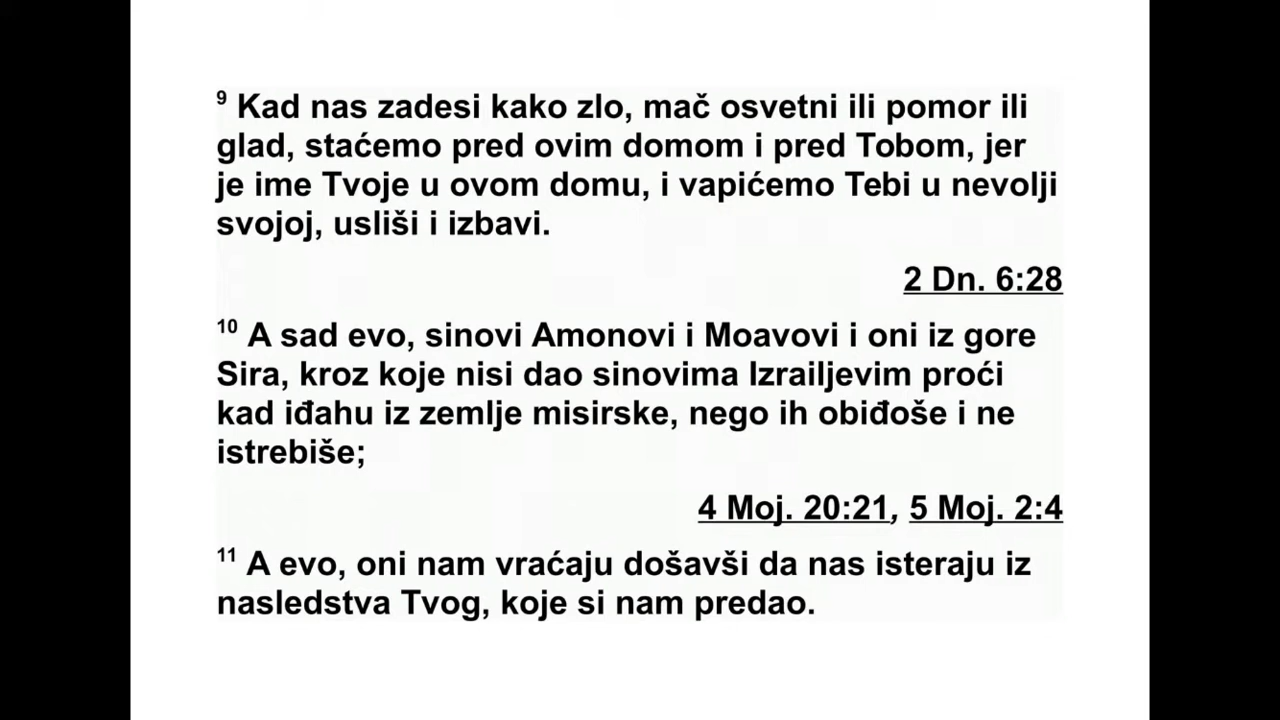 9 Kad nas zadesi kako zlo, mač osvetni ili pomor ili
glad, staćemo pred ovim domom i pred Tobom, jer
je ime Tvoje u ovom domu, i vapićemo Tebi u nevolji
svojoj, usliši i izbavi.
2 Dn. 6:28
10 A sad evo, sinovi Amonovi i Moavovi i oni iz gore
Sira, kroz koje nisi dao sinovima Izrailjevim proći
kad iđahu iz zemlje misirske, nego ih obiđoše i ne
istrebiše;
4 Moj. 20:21, 5 Moj. 2:4
11 A evo, oni nam vraćaju došavši da nas isteraju iz
nasledstva Tvog, koje si nam predao.